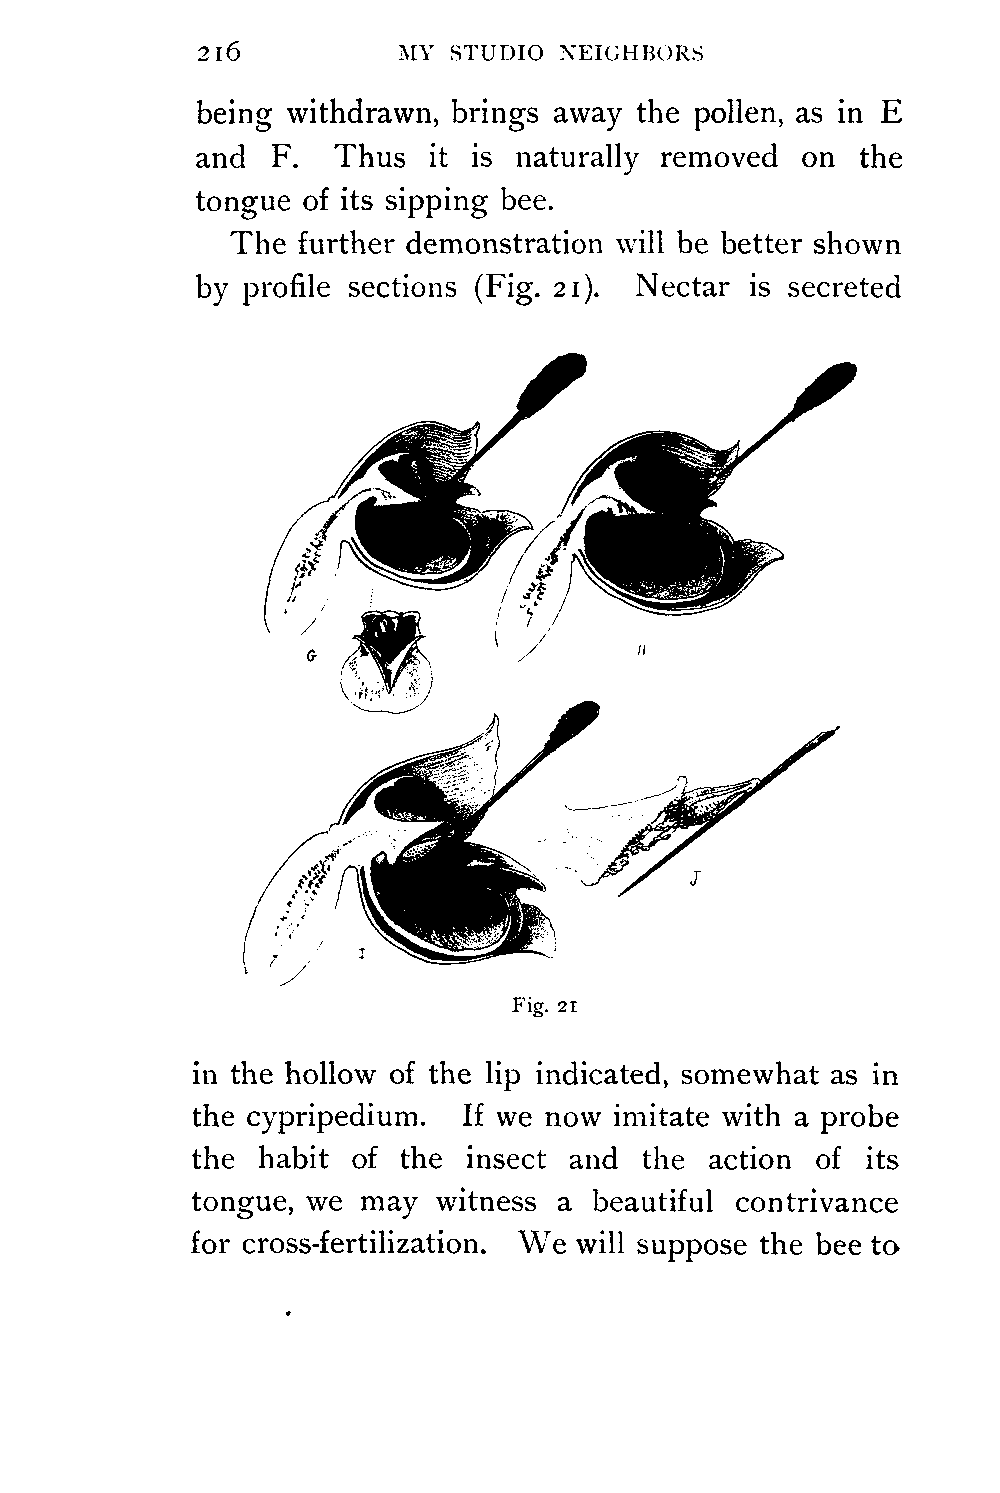 216 MY STUDIO NEIGHBORS
being withdrawn, brings away the pollen, as in E
and F. Thus it is naturally removed on the
tongue of its sipping bee.
The further demonstration will be better shown
by profile sections (Fig. 21). Nectar is secreted
G
H
I
J
Fig. 21
in the hollow of the lip indicated, somewhat as in
the cypripedium. If we now imitate with a probe
the habit of the insect and the action of its
tongue, we may witness a beautiful contrivance
for cross-fertilization. We will suppose the bee to